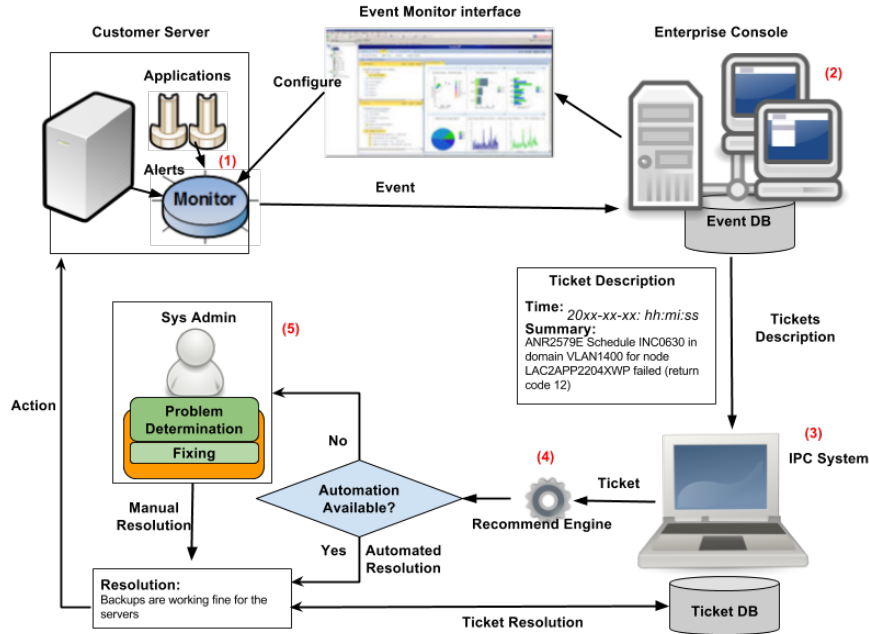 Customer Server
Event Monitor interface
Enterprise Console
Applications
Configure
(2)
(1)
Alerts
Monitor
Event
Event DB
Ticket Description
Time: 20xx-xx-xx: hh:mi:ss
Summary:
ANR2579E Schedule INC0630 in
domain VLAN1400 for node
LAC2APP2204XWP failed (return
code 12)
Tickets
Description
Sys Admin
(5)
Problem
Determination
Fixing
Action
No
(3)
IPC System
(4)
Ticket
Recommend Engine
Automation
Available?
Manual
Resolution
Yes
Automated
Resolution
Resolution:
Backups are working fine for the
servers
Ticket Resolution
Ticket DB